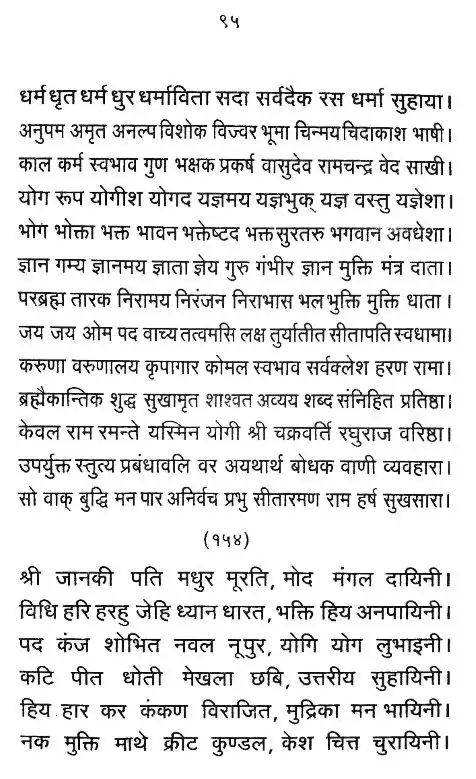 ९५
धर्म धृत धर्म धुर धर्माविता सदा सर्वदैक रस धर्मा सुहाया।
अनुपम अमृत अनल्प विशोक विज्वर भूमा चिन्मय चिदाकाश भाषी।
काल कर्म स्वभाव गुण भक्षक प्रकर्ष वासुदेव रामचन्द्र वेद साखी।
योग रूप योगीश योगद यज्ञमय यज्ञभुक् यज्ञ वस्तु यज्ञेशा।
भोग भोक्ता भक्त भावन भक्तेष्टद भक्त सुरतरु भगवान अवधेशा।
ज्ञान गम्य ज्ञानमय ज्ञाता ज्ञेय गुरु गंभीर ज्ञान मुक्ति मंत्र दाता।
परब्रह्म तारक निरामय निरंजन निराभास भल भुक्ति मुक्ति धाता।
जय जय ओम पद वाच्य तत्वमसि लक्ष तुर्यातीत सीतापति स्वधामा।
करुणा वरुणालय कृपागार कोमल स्वभाव सर्वक्लेश हरण रामा।
ब्रह्मैकान्तिक शुद्ध सुखामृत शाश्वत अव्यय शब्द संनिहित प्रतिष्ठा।
केवल राम रमन्ते यस्मिन योगी श्री चक्रवर्ति रघुराज वरिष्ठा।
उपर्युक्त स्तुत्य प्रबंधावलि वर अयथार्थ बोधक वाणी व्यवहारा।
सो वाक् बुद्धि मन पार अनिर्वच प्रभु सीतारमण राम हर्ष सुखसारा।
(१५४)
श्री जानकी पति मधुर मूरति, मोद मंगल दायिनी।
विधि हरि हरहु जेहि ध्यान धारत, भक्ति हिय अनपायिनी।
पद कंज शोभित नवल नूपुर, योगि योग लुभाइनी।
कटि पीत धोती मेखला छबि, उत्तरीय सुहायिनी।
हिय हार कर कंकण विराजित, मुद्रिका मन भायिनी।
नक मुक्ति माथे क्रीट कुण्डल, केश चित्त चुरायिनी।